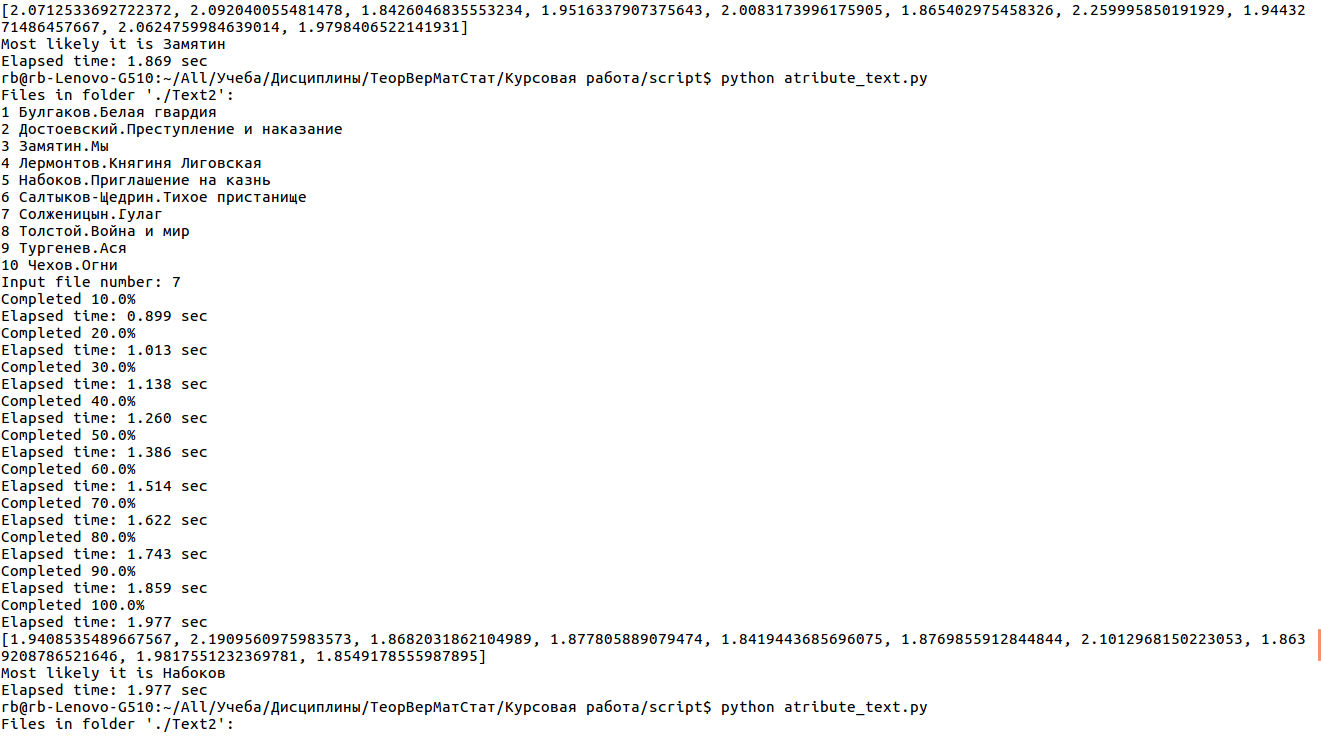 [2.0712533692722372, 2.092040055481478, 1.8426046835553234, 1.9516337907375643, 2.0083173996175905, 1.865402975458326, 2.259995850191929, 1.94432
71486457667, 2.0624759984639014, 1.9798406522141931]
Most likely it is Замятин
Elapsed time: 1.869 sec
rb@rb-Lenovo-G510:~/All/Учеба/Дисциплины/ТеорВерМатСтат/Курсовая работа/script$ python atribute_text.py
Files in folder './Text2':
1 Булгаков.Белая гвардия
2 Достоевский.Преступление и наказание
3 Замятин.Мы
4 Лермонтов.Княгиня Лиговская
5 Набоков.Приглашение на казнь
6 Салтыков-Щедрин.Тихое пристанище
7 Солженицын.Гулаг
8 Толстой.Война и мир
9 Тургенев.Ася
10 Чехов.Огни
Input file number: 7
Completed 10.0%
Elapsed time: 0.899 sec
Completed 20.0%
Elapsed time: 1.013 sec
Completed 30.0%
Elapsed time: 1.138 sec
Completed 40.0%
Elapsed time: 1.260 sec
Completed 50.0%
Elapsed time: 1.386 sec
Completed 60.0%
Elapsed time: 1.514 sec
Completed 70.0%
Elapsed time: 1.622 sec
Completed 80.0%
Elapsed time: 1.743 sec
Completed 90.0%
Elapsed time: 1.859 sec
Completed 100.0%
Elapsed time: 1.977 sec
[1.9408535489667567, 2.1909560975983573, 1.8682031862104989, 1.877805889079474, 1.8419443685696075, 1.8769855912844844, 2.1012968150223053, 1.863
9208786521646, 1.9817551232369781, 1.8549178555987895]
Most likely it is Набоков
Elapsed time: 1.977 sec
rb@rb-Lenovo-G510:~/All/Учеба/Дисциплины/ТеорВерМатСтат/Курсовая работа/script$ python atribute_text.py
Files in folder './Text2':